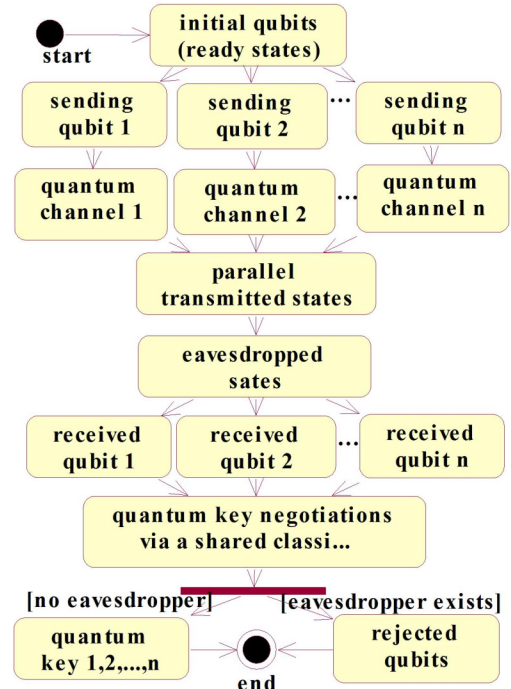 initial qubits
(ready states)
start
sending
qubit 1
sending
qubit 2
...
sending
qubit n
quantum
channel 1
quantum
channel 2
...
quantum
channel n
parallel
transmitted states
eavesdropped
sates
received
qubit 1
received
qubit 2
...
received
qubit n
quantum key negotiations
via a shared classi...
[no eavesdropper]
[eavesdropper exists]
quantum
key 1,2,...,n
rejected
qubits
end